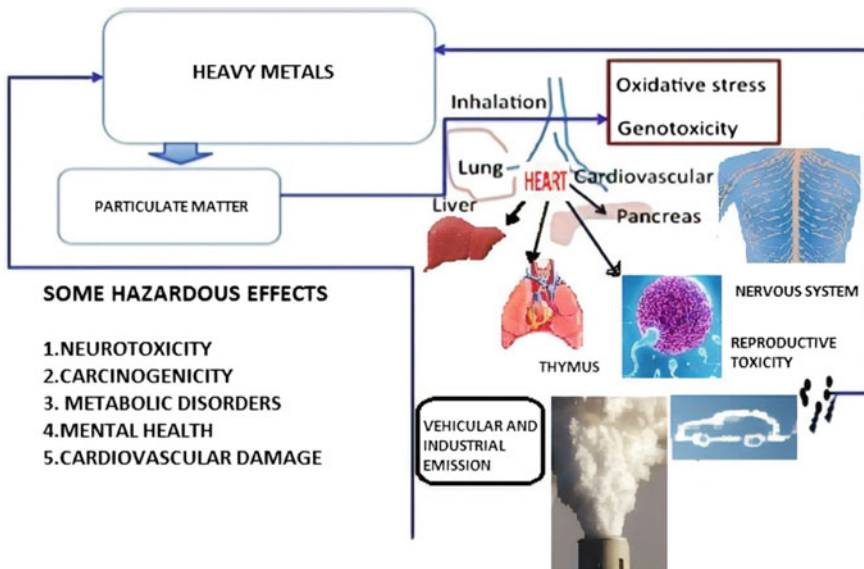 HEAVY METALS
PARTICULATE MATTER
Inhalation
Oxidative stress
Genotoxicity
Lung
HEART
Cardiovascular
Liver
Pancreas
NERVOUS SYSTEM
THYMUS
REPRODUCTIVE
TOXICITY
SOME HAZARDOUS EFFECTS
1.NEUROTOXICITY
2.CARCINOGENICITY
3. METABOLIC DISORDERS
4.MENTAL HEALTH
5.CARDIOVASCULAR DAMAGE
VEHICULAR AND
INDUSTRIAL
EMISSION